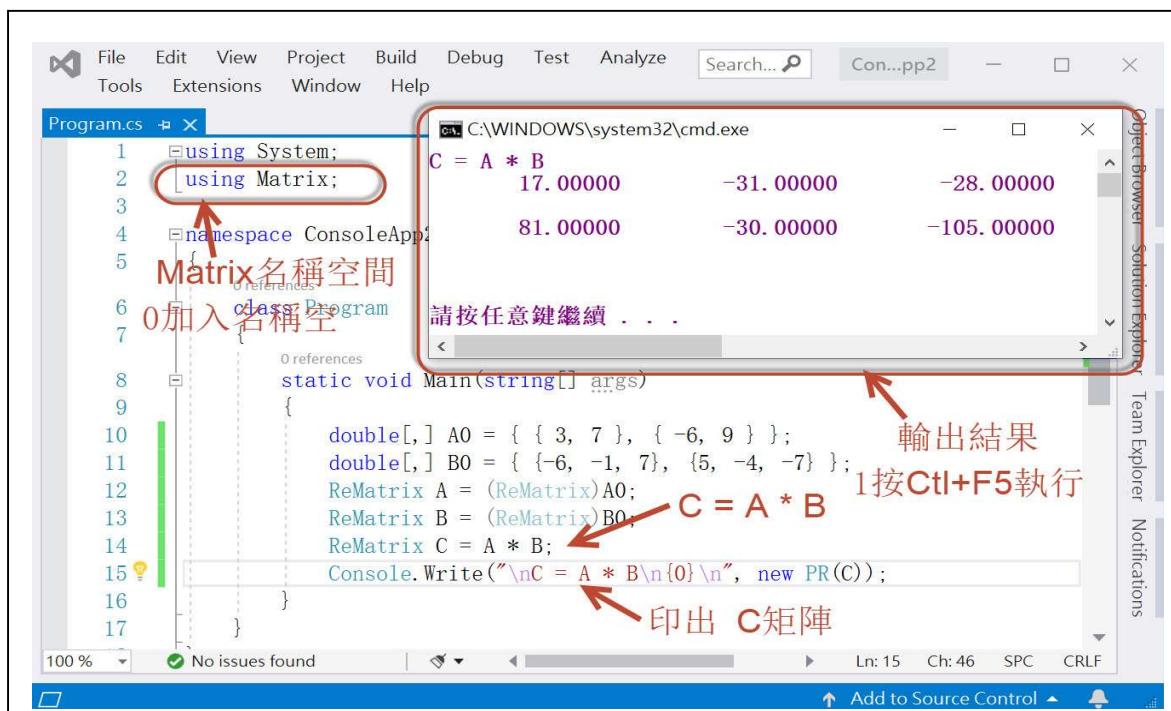 File Edit View Project Build Debug Test Analyze Search... Con...pp2
Tools Extensions Window Help
Program.cs
C:\WINDOWS\system32\cmd.exe
C = A * B
17.00000 -31.00000 -28.00000
81.00000 -30.00000 -105.00000
請按任意鍵繼續 . . .
1 using System;
2 using Matrix;
3
4 namespace ConsoleApp2
5 {
Matrix名稱空間
0 references
6 class Program
0加入名稱空
7 {
0 references
8 static void Main(string[] args)
9 {
10 double[,] A0 = { { 3, 7 }, { -6, 9 } };
11 double[,] B0 = { {-6, -1, 7}, {5, -4, -7} };
12 ReMatrix A = (ReMatrix)A0;
13 ReMatrix B = (ReMatrix)B0;
14 ReMatrix C = A * B;
15 Console.Write("\nC = A * B\n{0}\n", new PR(C));
16 }
17 }
輸出結果
1按Ctl+F5執行
C = A * B
印出 C矩陣
Object Browser
Solution Explorer
Team Explorer
Notifications
100 % No issues found Ln: 15 Ch: 46 SPC CRLF
Add to Source Control